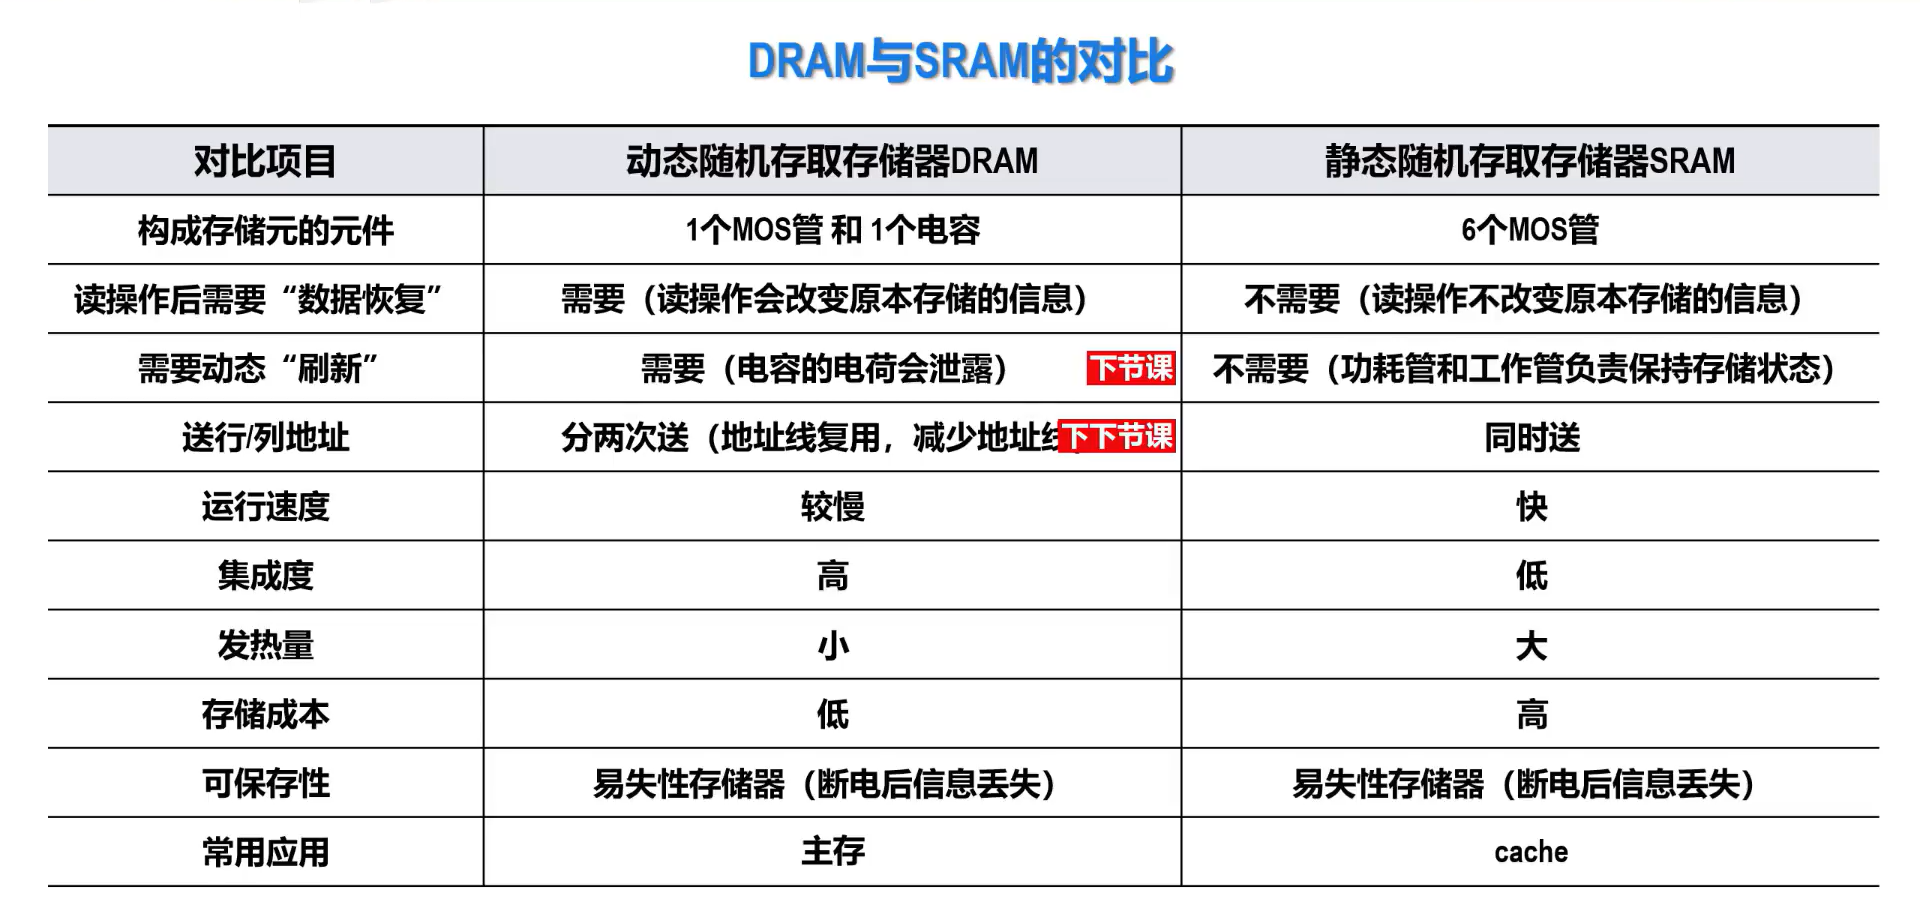 DRAM与SRAM的对比
对比项目 动态随机存取存储器DRAM 静态随机存取存储器SRAM
构成存储元的元件 1个MOS管 和 1个电容 6个MOS管
读操作后需要“数据恢复” 需要（读操作会改变原本存储的信息） 不需要（读操作不改变原本存储的信息）
需要动态“刷新” 需要（电容的电荷会泄露） 下节课 不需要（功耗管和工作管负责保持存储状态）
送行/列地址 分两次送（地址线复用，减少地址 下下节课 同时送
运行速度 较慢 快
集成度 高 低
发热量 小 大
存储成本 低 高
可保存性 易失性存储器（断电后信息丢失） 易失性存储器（断电后信息丢失）
常用应用 主存 cache